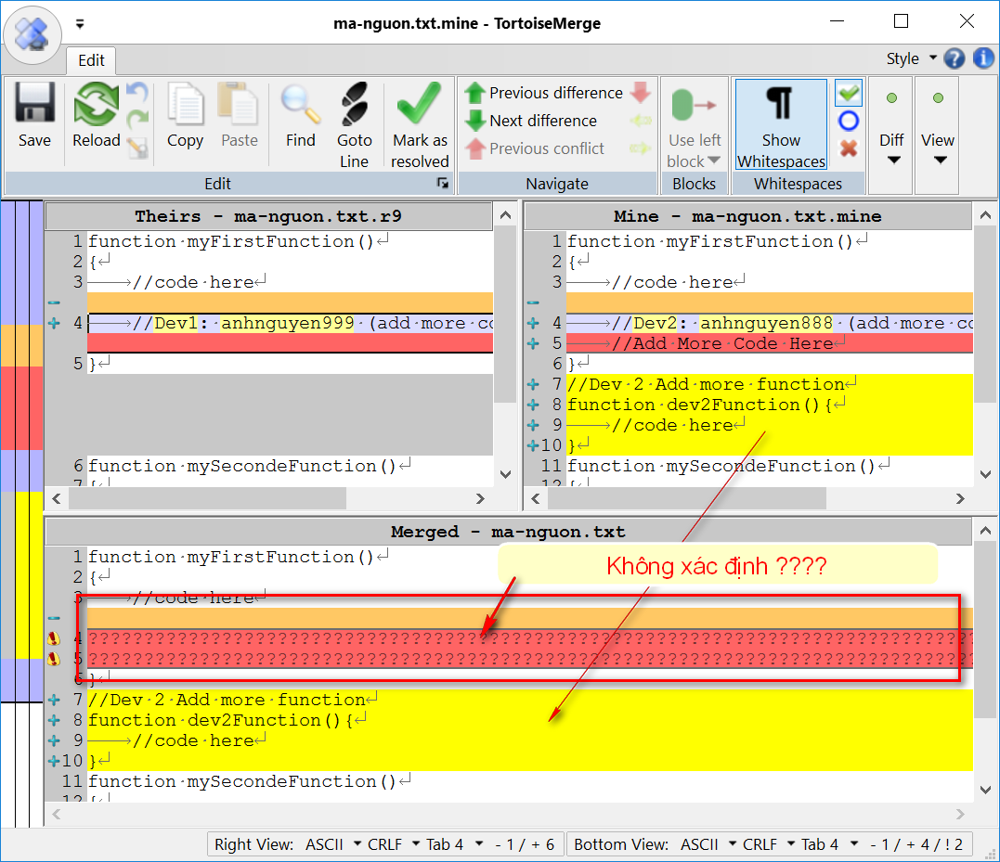 ma-nguon.txt.mine - TortoiseMerge
Edit
Style
Save
Reload
Copy
Paste
Find
Goto Line
Mark as resolved
Edit
Previous difference
Next difference
Previous conflict
Navigate
Use left block
Blocks
Show Whitespaces
Whitespaces
Diff
View
Theirs - ma-nguon.txt.r9
1 function·myFirstFunction()
2 {
3 //code·here
4 //Dev1:·anhnguyen999·(add·more·co
5 }
6 function·mySecondeFunction()
7 {
Mine - ma-nguon.txt.mine
1 function·myFirstFunction()
2 {
3 //code·here
4 //Dev2:·anhnguyen888·(add·more·co
5 //Add·More·Code·Here
6 }
7 //Dev·2·Add·more·function
8 function·dev2Function(){
9 //code·here
10 }
11 function·mySecondeFunction()
12 {
Merged - ma-nguon.txt
1 function·myFirstFunction()
Không xác định ????
2 {
3 //code·here
4 ???????????????????????????????????????????????????????????????????????????????
5 ???????????????????????????????????????????????????????????????????????????????
6 }
7 //Dev·2·Add·more·function
8 function·dev2Function(){
9 //code·here
10 }
11 function·mySecondeFunction()
12 {
Right View: ASCII CRLF Tab 4 - 1 / + 6
Bottom View: ASCII CRLF Tab 4 - 1 / + 4 / ! 2